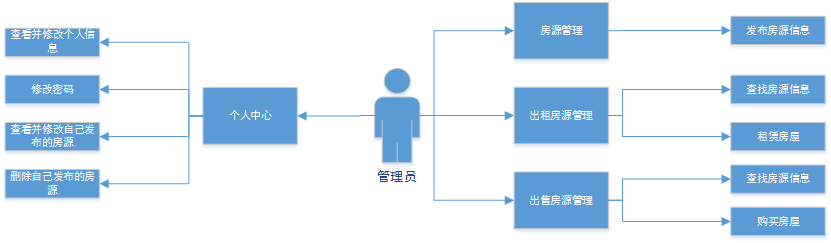 查看并修改个人信
息
修改密码
查看并修改自己发
布的房源
删除自己发布的房
源
个人中心
管理员
房源管理
出租房源管理
出售房源管理
发布房源信息
查找房源信息
租赁房屋
查找房源信息
购买房屋